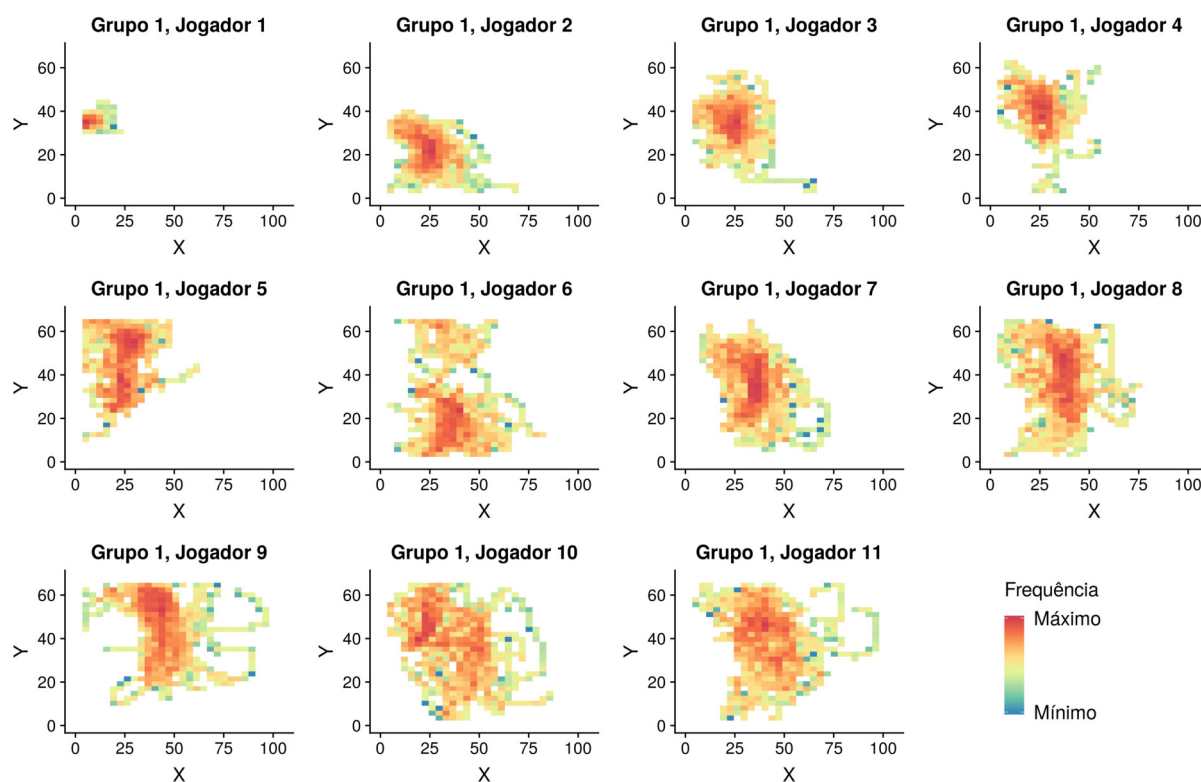 Grupo 1, Jogador 1
Grupo 1, Jogador 2
Grupo 1, Jogador 3
Grupo 1, Jogador 4
Y
60
40
20
0
0 25 50 75 100
X
Y
60
40
20
0
0 25 50 75 100
X
Y
60
40
20
0
0 25 50 75 100
X
Y
60
40
20
0
0 25 50 75 100
X
Grupo 1, Jogador 5
Grupo 1, Jogador 6
Grupo 1, Jogador 7
Grupo 1, Jogador 8
Y
60
40
20
0
0 25 50 75 100
X
Y
60
40
20
0
0 25 50 75 100
X
Y
60
40
20
0
0 25 50 75 100
X
Y
60
40
20
0
0 25 50 75 100
X
Grupo 1, Jogador 9
Grupo 1, Jogador 10
Grupo 1, Jogador 11
Y
60
40
20
0
0 25 50 75 100
X
Y
60
40
20
0
0 25 50 75 100
X
Y
60
40
20
0
0 25 50 75 100
X
Frequência
Máximo
Mínimo